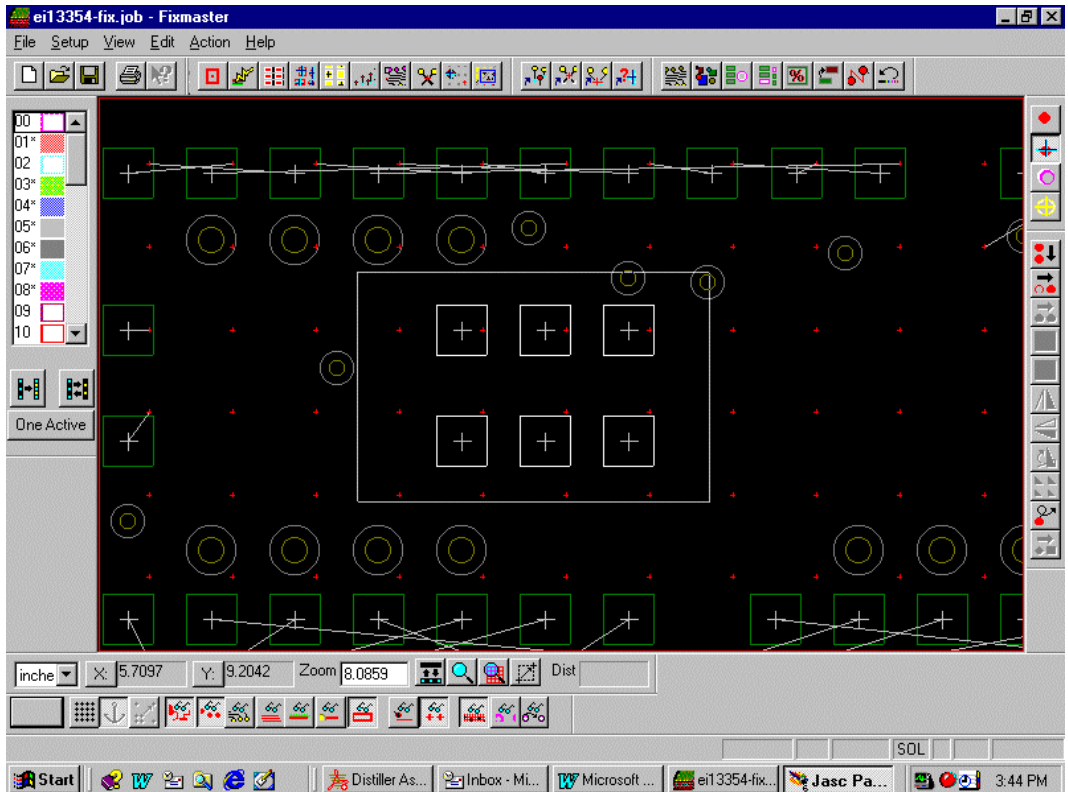 ei13354-fix.job - Fixmaster
File Setup View Edit Action Help
00
01*
02
03*
04*
05*
06*
07*
08*
09
10
One Active
inche X: 5.7097 Y: 9.2042 Zoom 8.0859 Dist
SOL
Start Distiller As... Inbox - Mi... Microsoft ... ei13354-fix... Jasc Pa... 3:44 PM